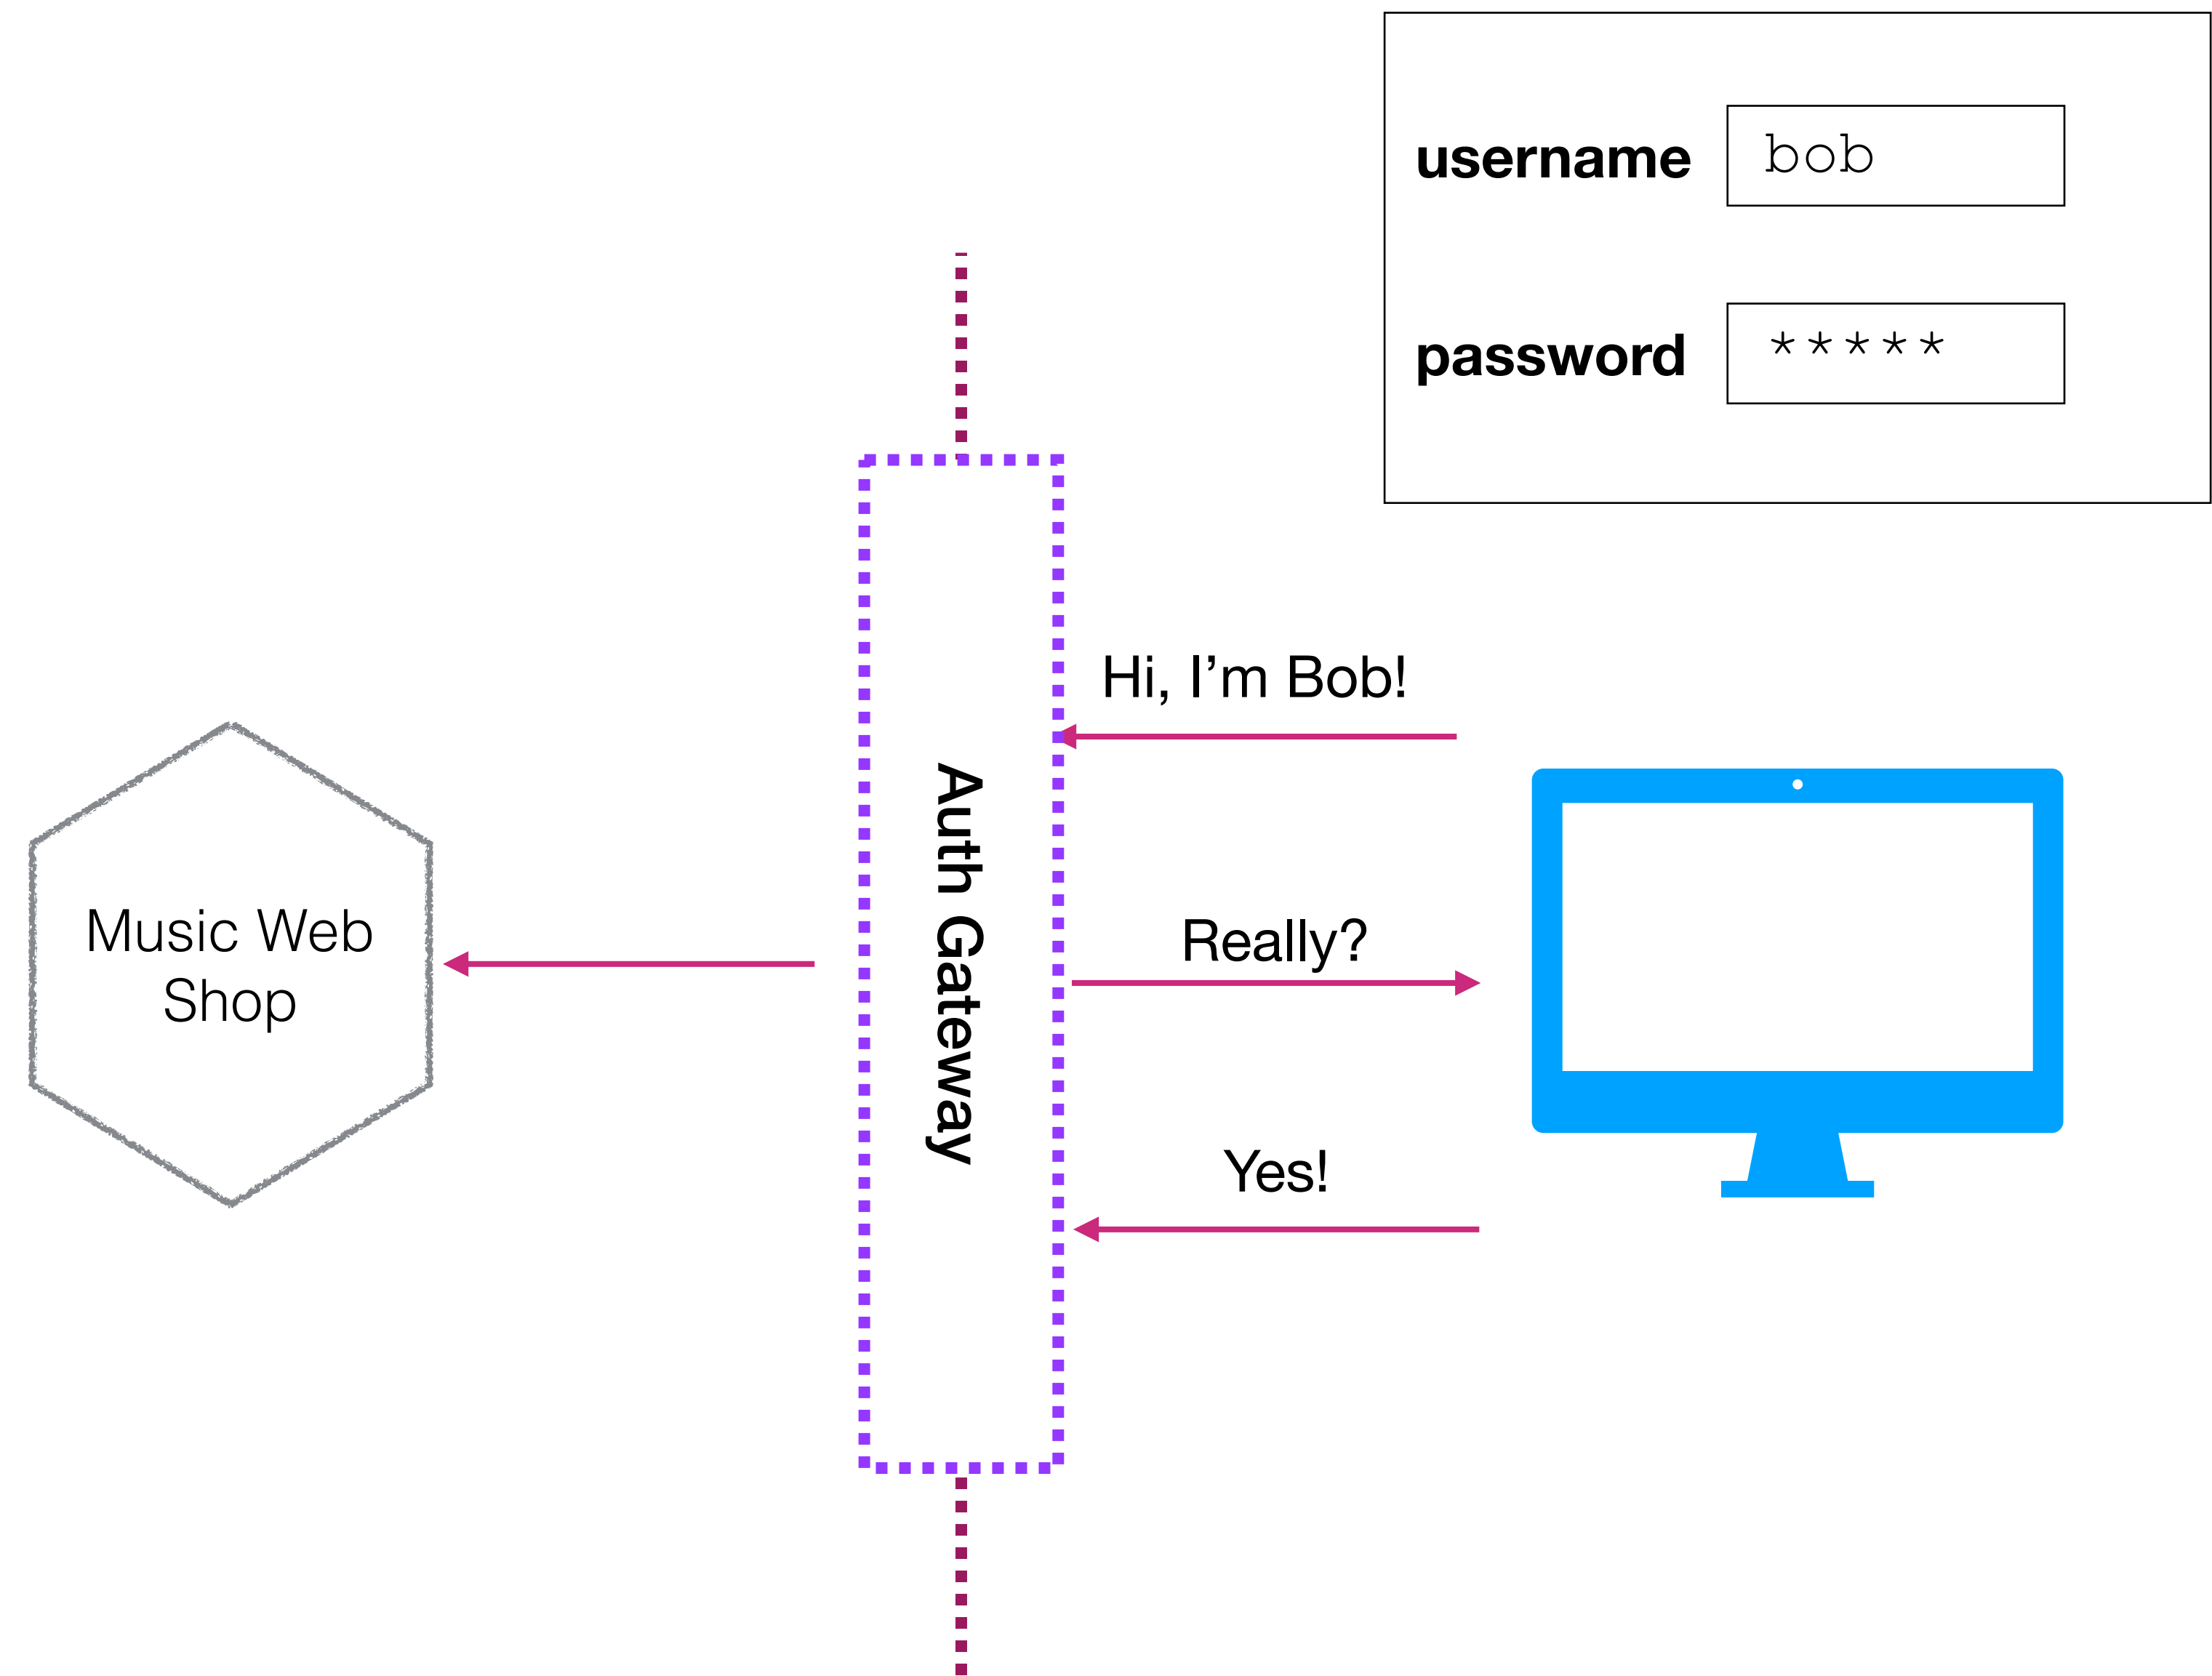 username
bob
password
*****
Hi, I’m Bob!
Auth Gateway
Music Web
Shop
Really?
Yes!